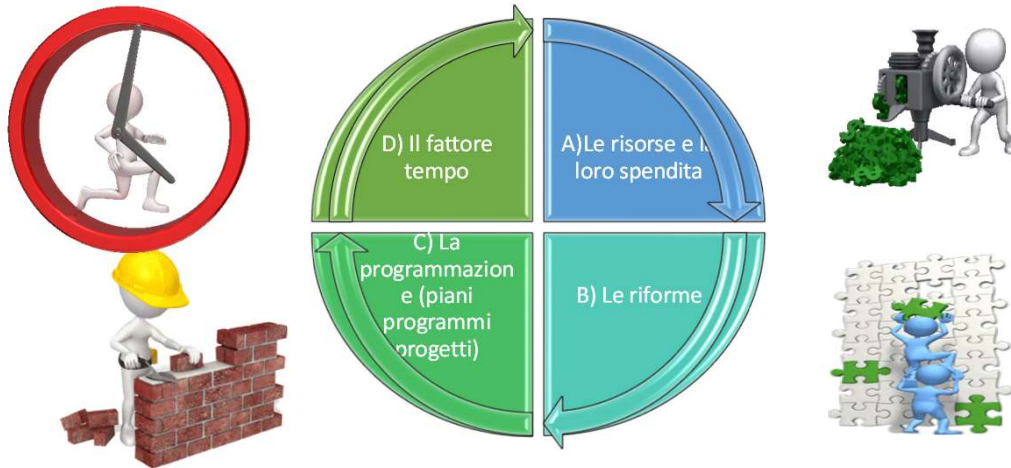 D) Il fattore
tempo
A)Le risorse e
loro spendita
C) La
programmazion
e (piani
programmi
progetti)
B) Le riforme